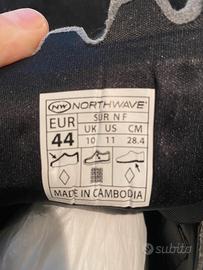 NW NORTHWAVE
EUR
44
SUR N F
UK US CM
10 11 28.4
MADE IN CAMBODIA
subito